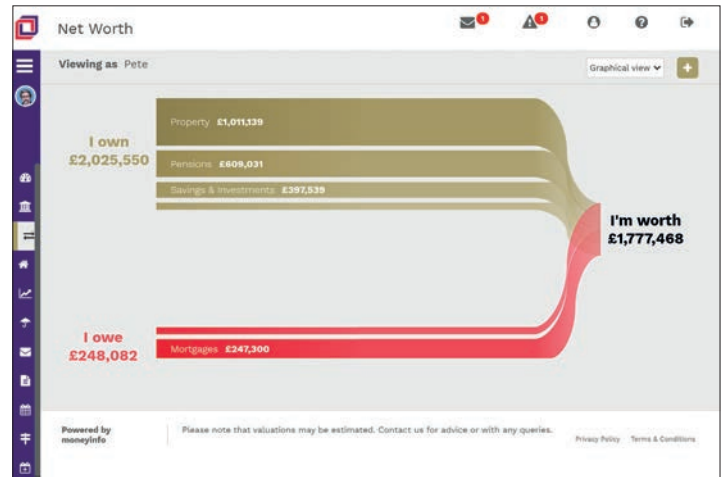 Net Worth
1
1
Viewing as Pete
Graphical view
+
I own
£2,025,550
Property £1,011,139
Pensions £609,031
Savings & Investments £397,539
I'm worth
£1,777,468
I owe
£248,082
Mortgages £247,300
Powered by
moneyinfo
Please note that valuations may be estimated. Contact us for advice or with any queries.
Privacy Policy Terms & Conditions